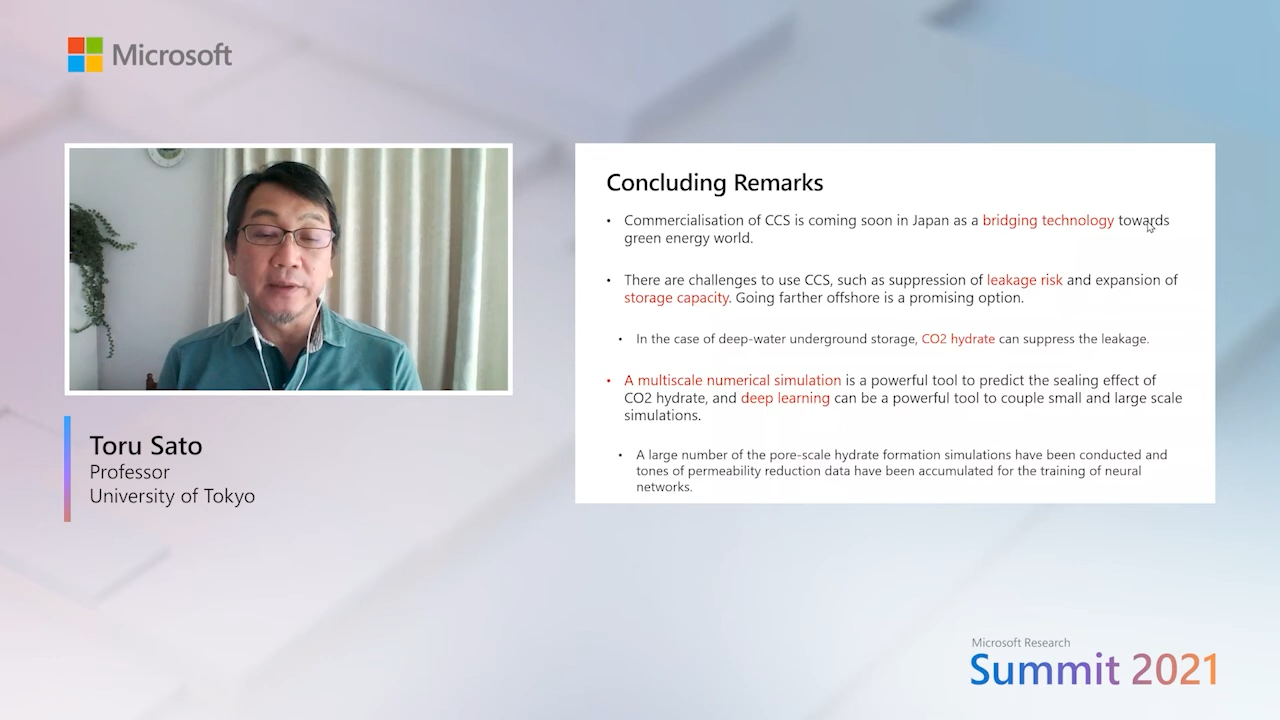 Microsoft
Concluding Remarks
• Commercialisation of CCS is coming soon in Japan as a bridging technology towards
green energy world.
• There are challenges to use CCS, such as suppression of leakage risk and expansion of
storage capacity. Going farther offshore is a promising option.
• In the case of deep-water underground storage, CO2 hydrate can suppress the leakage.
• A multiscale numerical simulation is a powerful tool to predict the sealing effect of
CO2 hydrate, and deep learning can be a powerful tool to couple small and large scale
simulations.
• A large number of the pore-scale hydrate formation simulations have been conducted and
tones of permeability reduction data have been accumulated for the training of neural
networks.
Toru Sato
Professor
University of Tokyo
Microsoft Research
Summit 2021